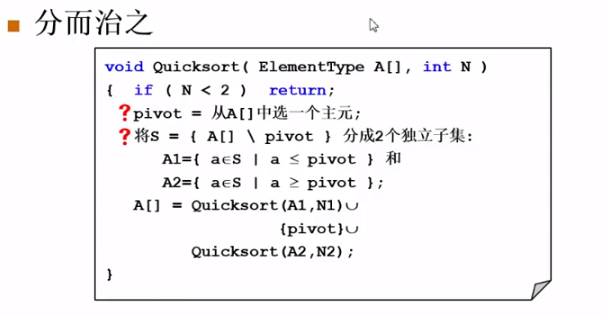 分而治之
void Quicksort( ElementType A[], int N )
{ if ( N < 2 ) return;
?pivot = 从A[]中选一个主元;
?将S = { A[] \ pivot } 分成2个独立子集:
A1={ a∈S | a ≤ pivot } 和
A2={ a∈S | a ≥ pivot };
A[] = Quicksort(A1,N1)∪
{pivot}∪
Quicksort(A2,N2);
}